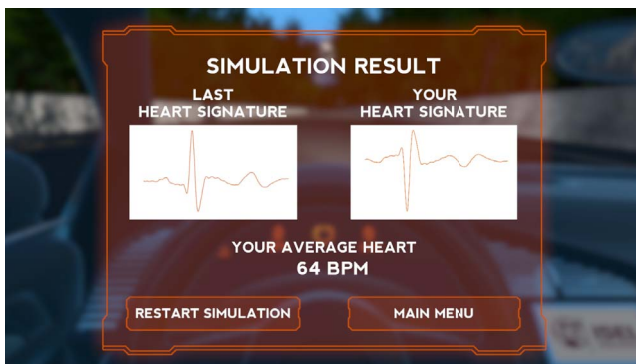 SIMULATION RESULT
LAST
HEART SIGNATURE
YOUR
HEART SIGNATURE
YOUR AVERAGE HEART
64 BPM
RESTART SIMULATION
MAIN MENU